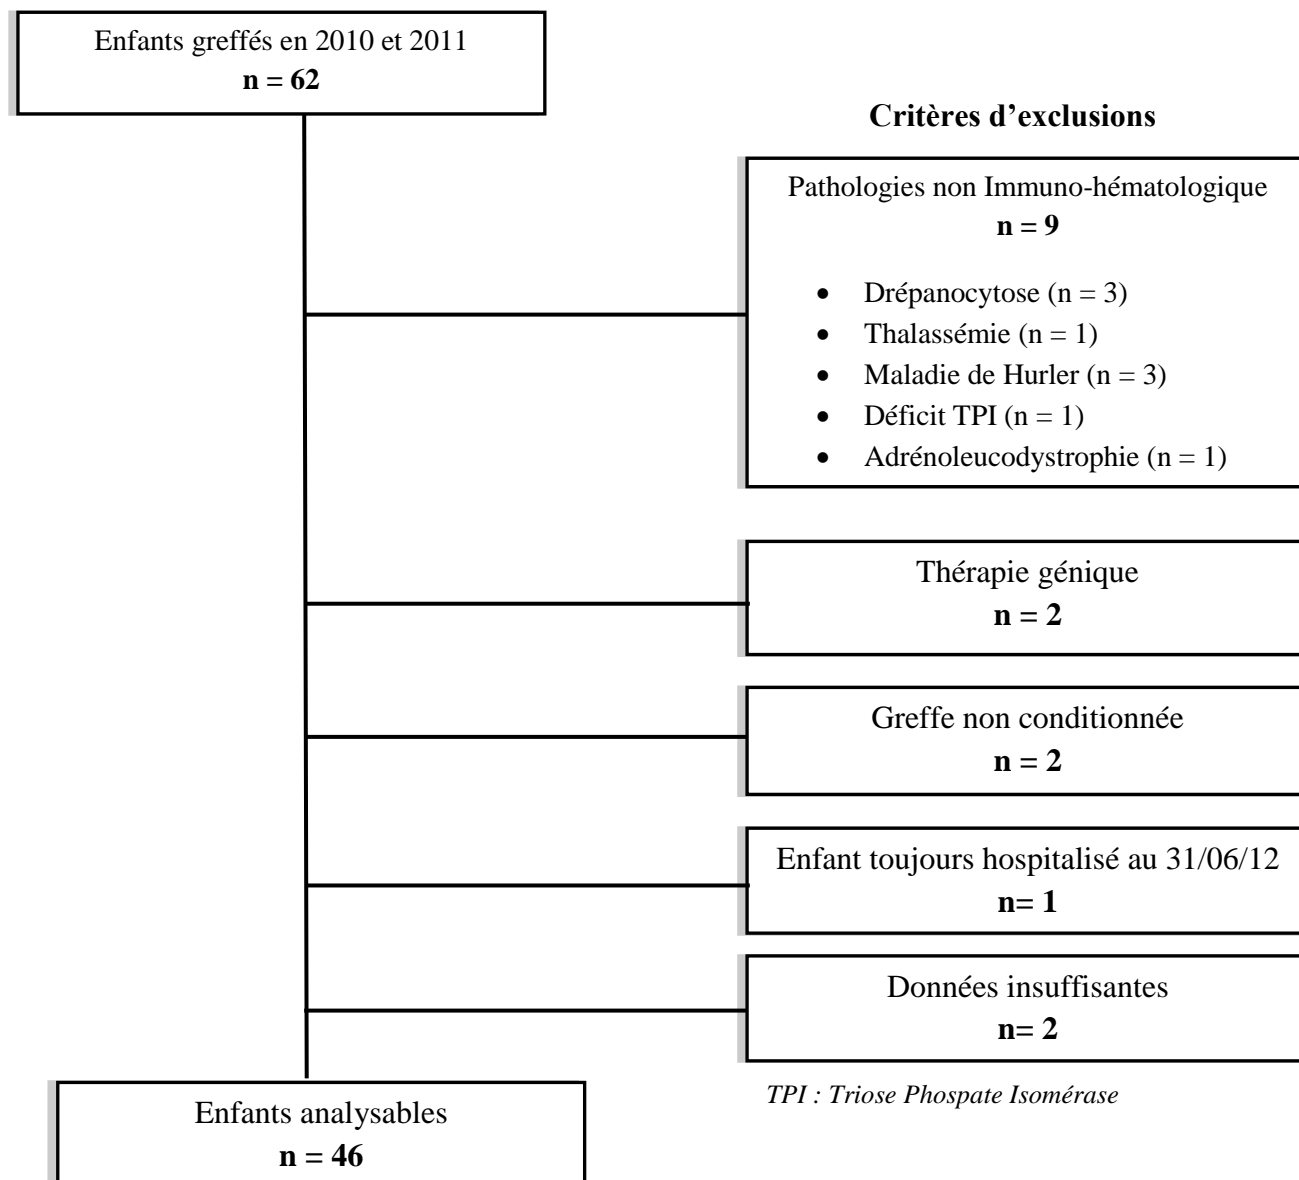 Enfants greffés en 2010 et 2011
n = 62
Critères d’exclusions
Pathologies non Immuno-hématologique
n = 9
• Drépanocytose (n = 3)
• Thalassémie (n = 1)
• Maladie de Hurler (n = 3)
• Déficit TPI (n = 1)
• Adrénoleucodystrophie (n = 1)
Thérapie génique
n = 2
Greffe non conditionnée
n = 2
Enfant toujours hospitalisé au 31/06/12
n= 1
Données insuffisantes
n= 2
TPI : Triose Phospate Isomérase
Enfants analysables
n = 46